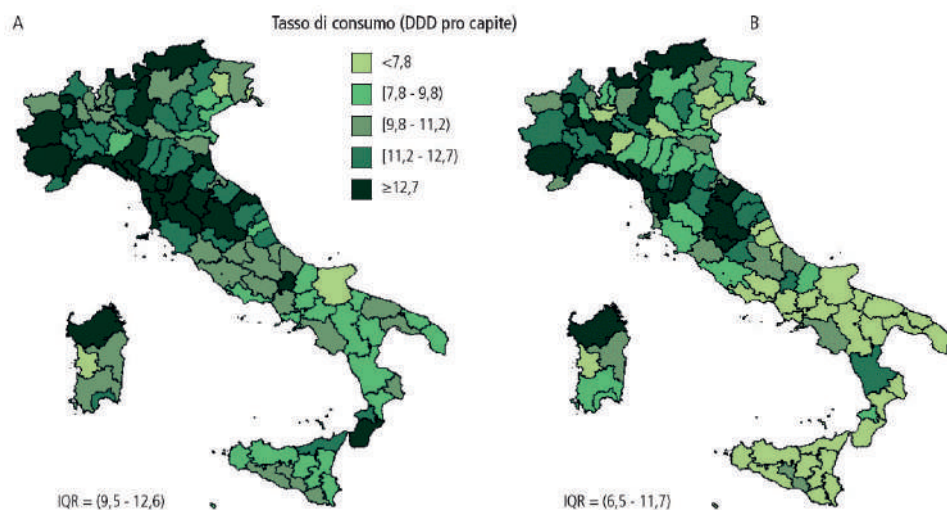 A
Tasso di consumo (DDD pro capite)
B
<7,8
[7,8 - 9,8)
[9,8 - 11,2)
[11,2 - 12,7)
≥12,7
IQR = (9,5 - 12,6)
IQR = (6,5 - 11,7)